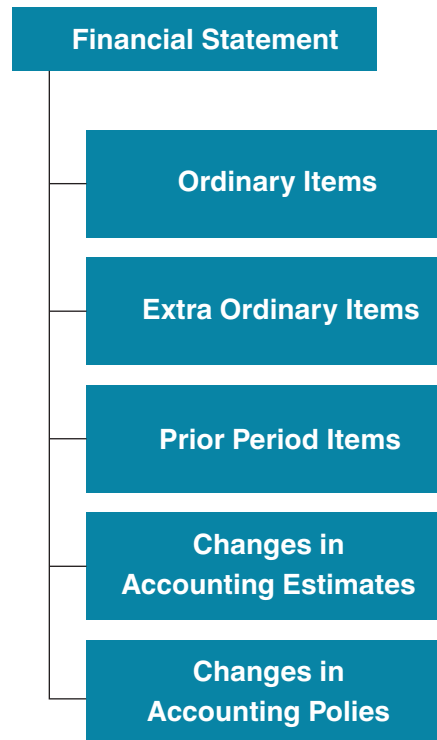 Financial Statement
Ordinary Items
Extra Ordinary Items
Prior Period Items
Changes in
Accounting Estimates
Changes in
Accounting Polies